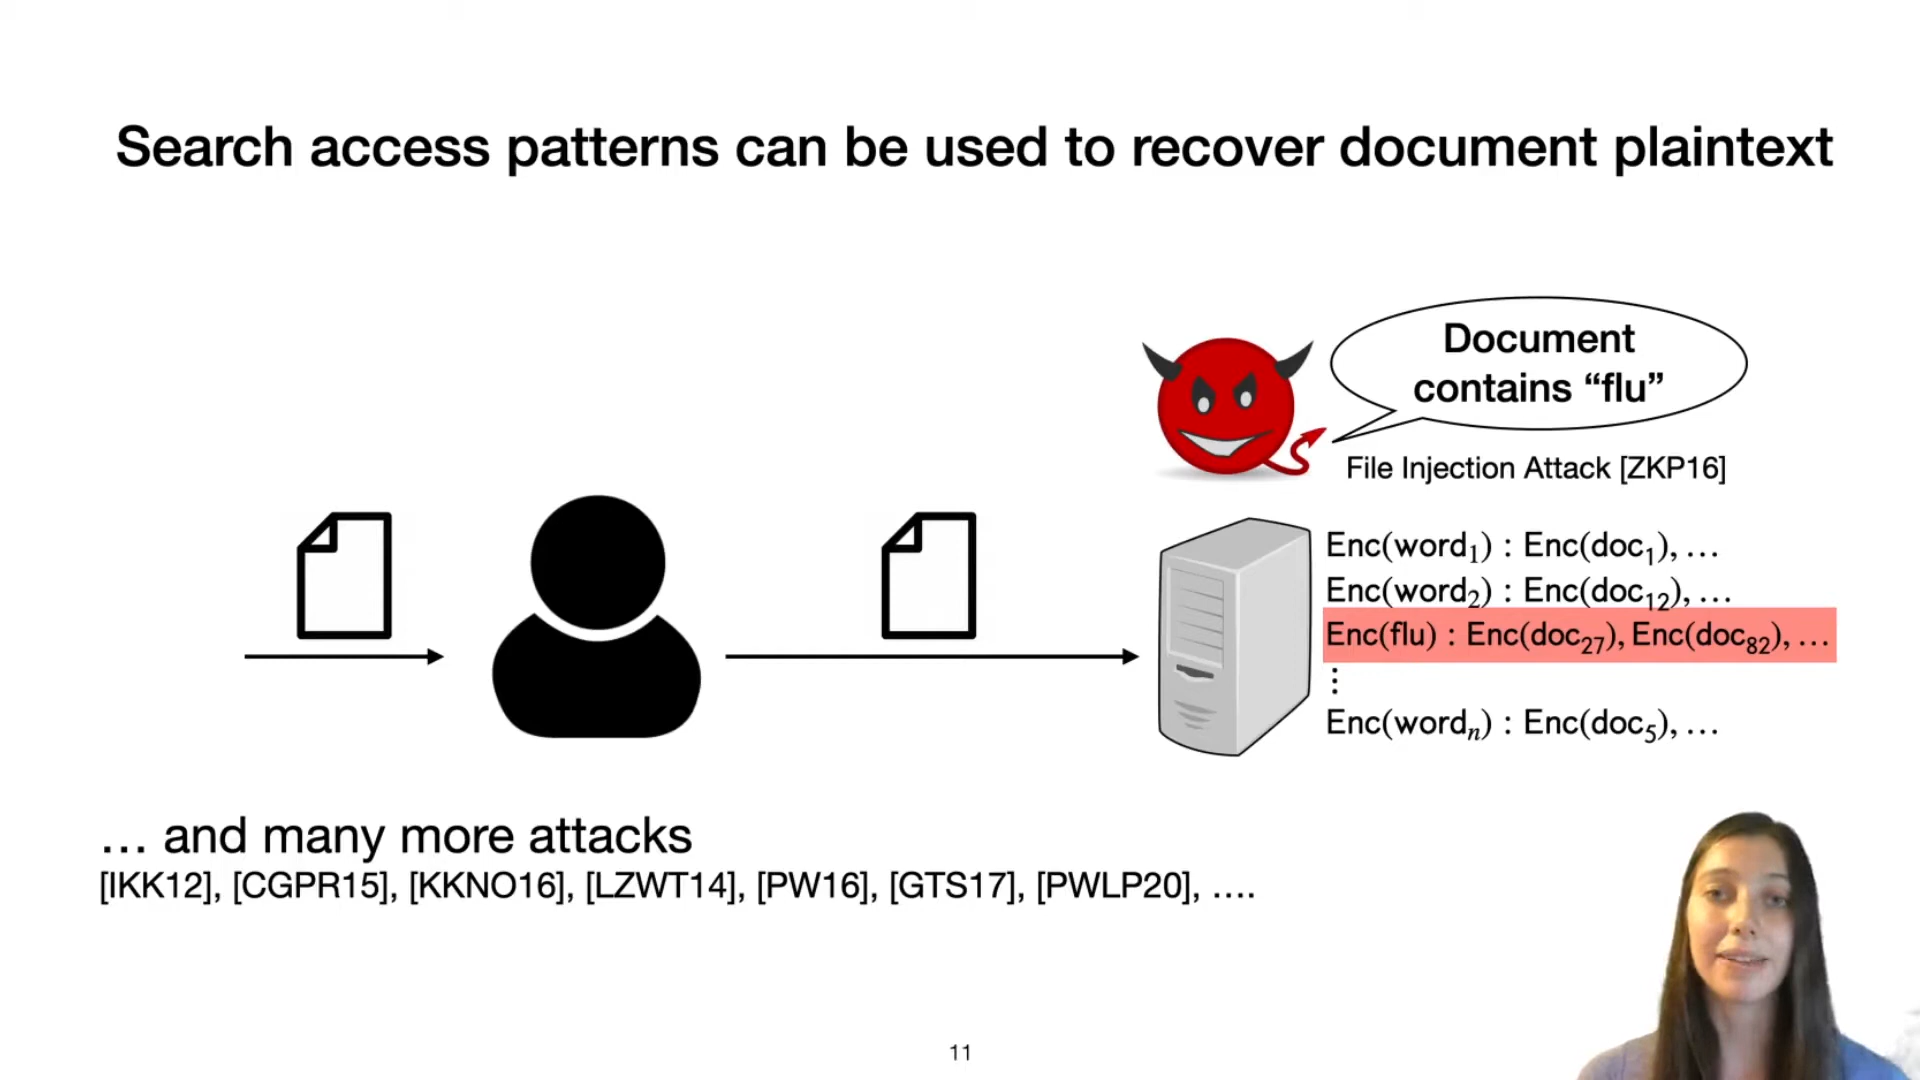 Search access patterns can be used to recover document plaintext
Document
contains “flu”
File Injection Attack [ZKP16]
Enc(word₁) : Enc(doc₁), …
Enc(word₂) : Enc(doc₁₂), …
Enc(flu) : Enc(doc₂₇), Enc(doc₈₂), …
⋮
Enc(wordₙ) : Enc(doc₅), …
… and many more attacks
[IKK12], [CGPR15], [KKNO16], [LZWT14], [PW16], [GTS17], [PWLP20], ….
11